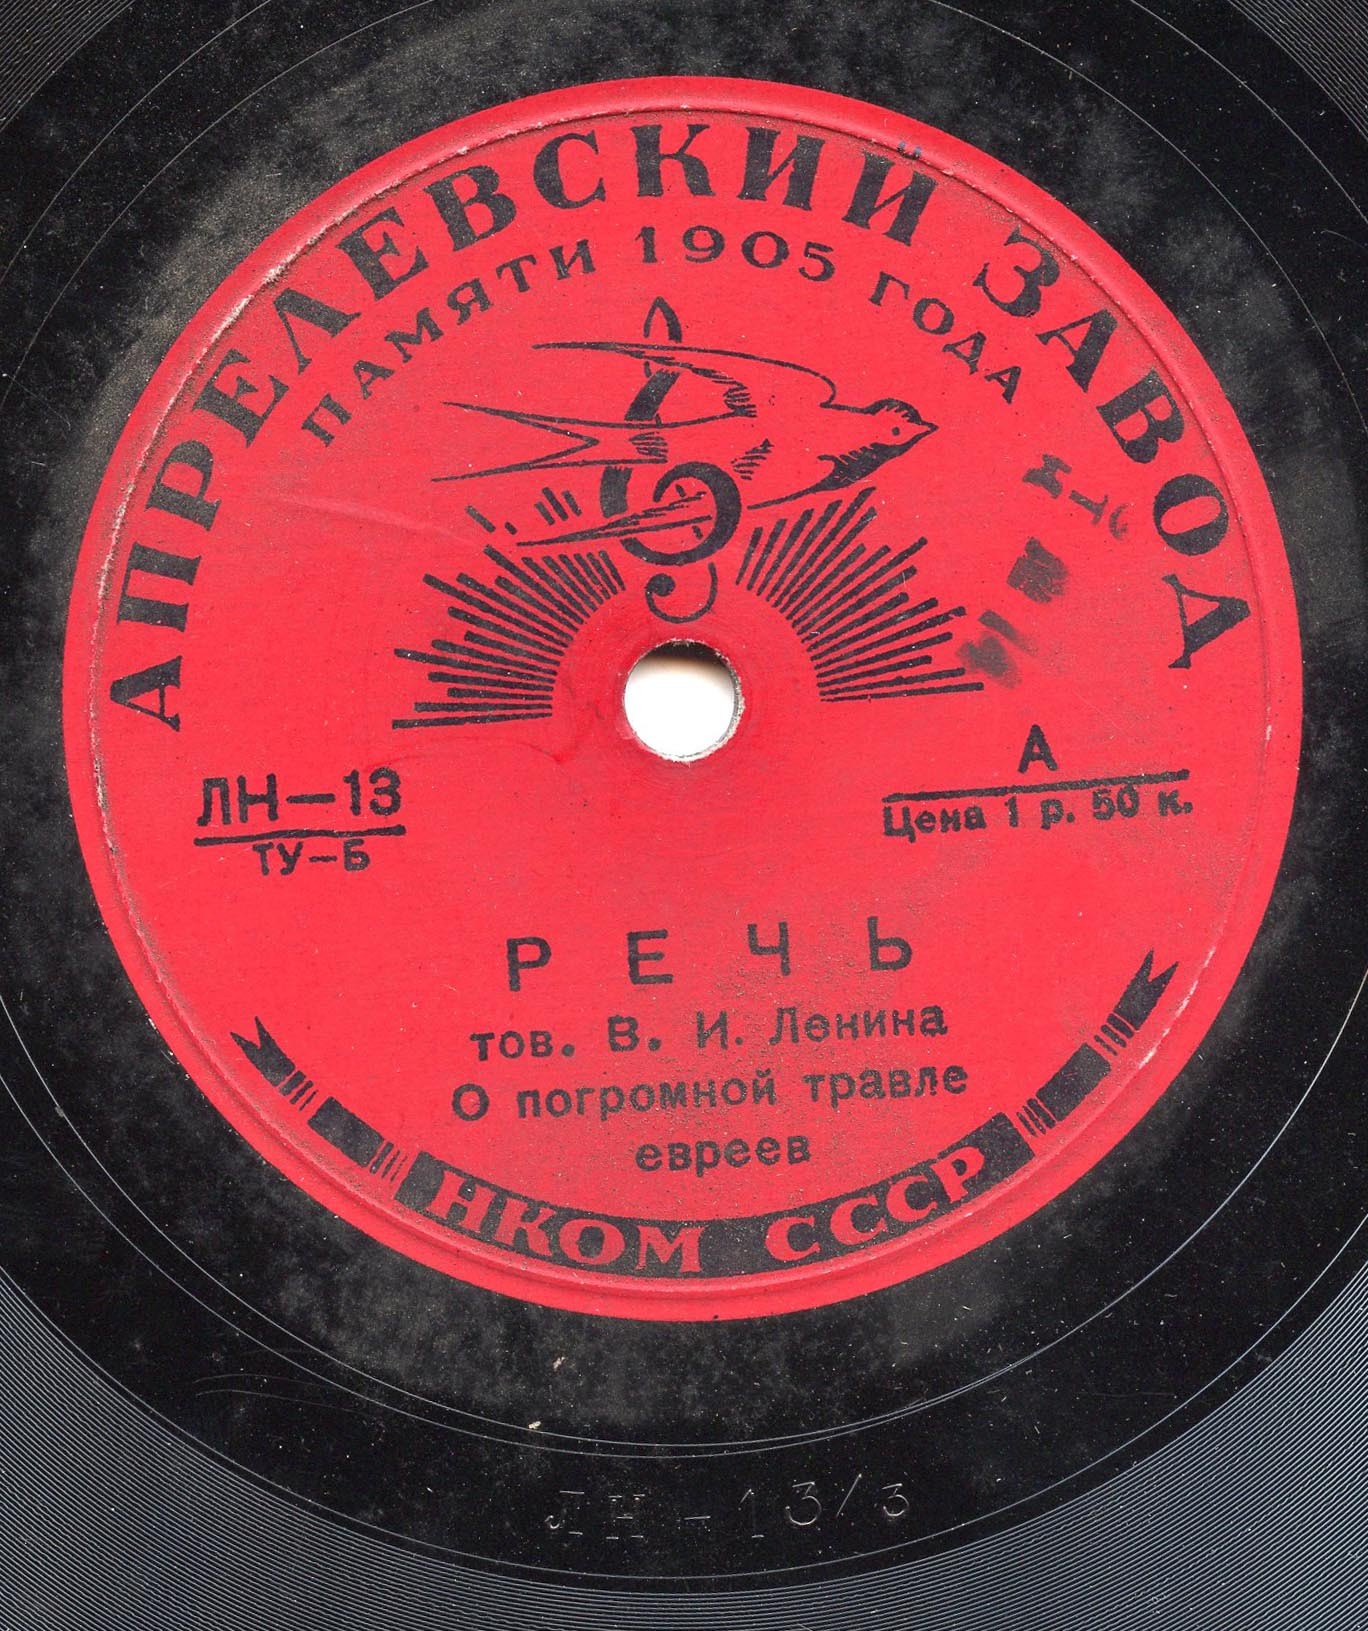 АПРЕЛЕВСКИЙ ЗАВОД
ПАМЯТИ 1905 ГОДА
ЛН—13
ТУ—Б
А
Цена 1 р. 50 к.
РЕЧЬ
тов. В. И. Ленина
О погромной травле
евреев
НКОМ СССР
ЛН-13/3